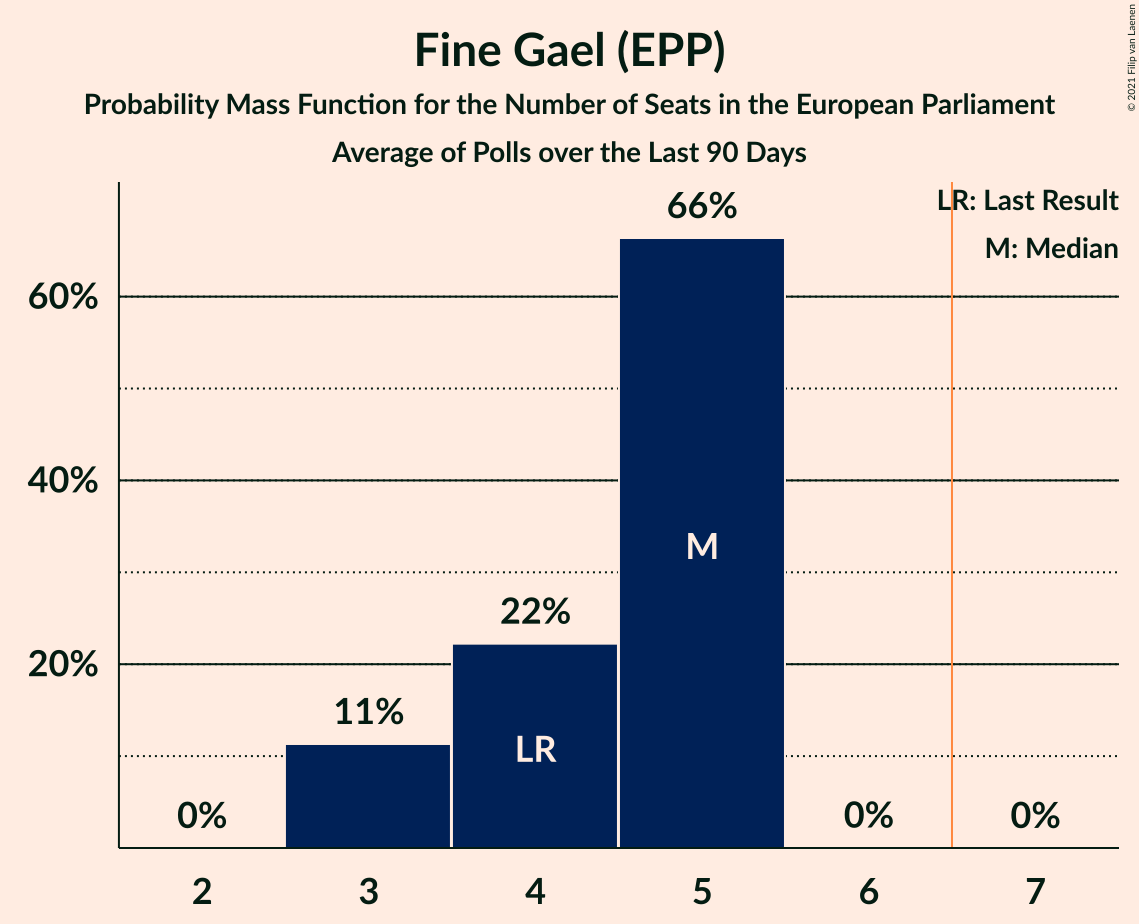 Fine Gael (EPP)
Probability Mass Function for the Number of Seats in the European Parliament
Average of Polls over the Last 90 Days
© 2021 Filip van Laenen
LR: Last Result
M: Median
66%
60%
40%
M
22%
20%
11%
LR
0%
0%
0%
2 3 4 5 6 7